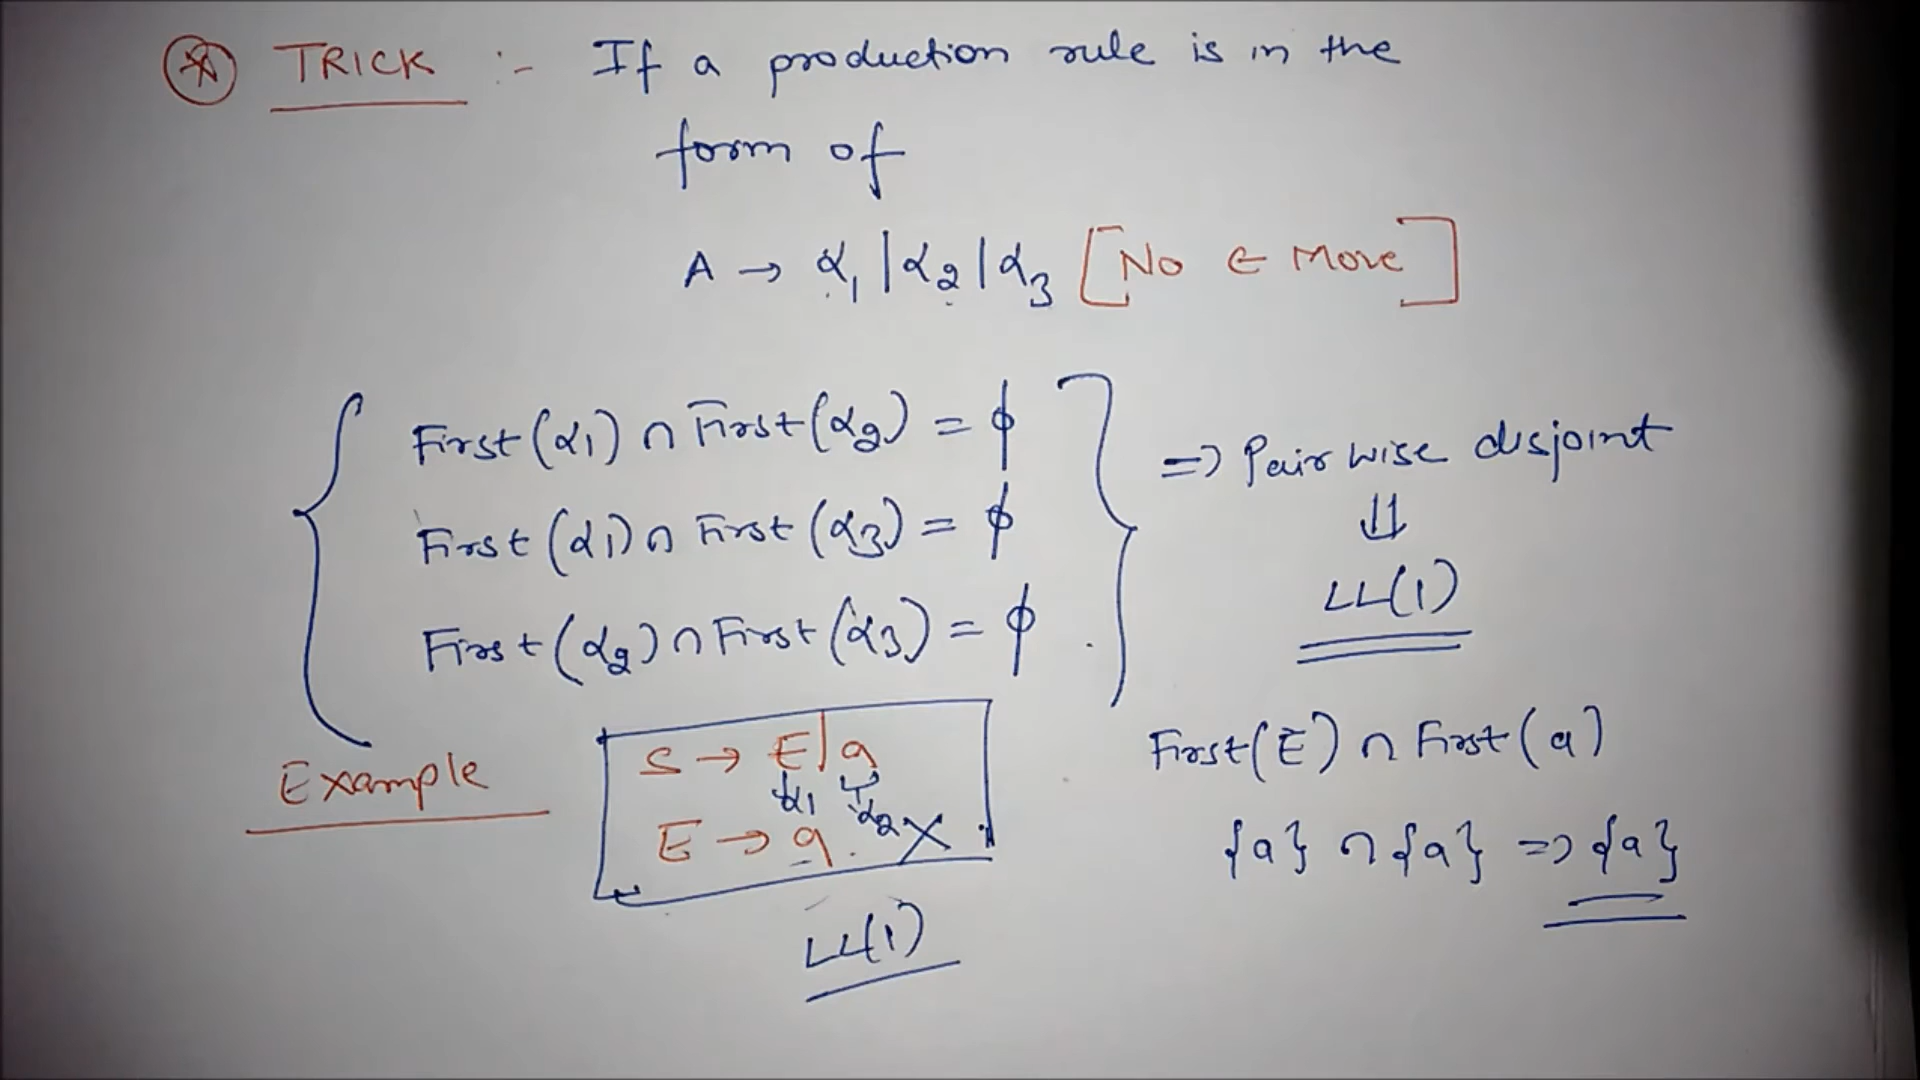 TRICK :- If a production rule is in the
form of
A → α1 | α2 | α3 [No ∈ Move]
First(α1) ∩ First(α2) = ϕ
First(α1) ∩ First(α3) = ϕ
First(α2) ∩ First(α3) = ϕ
=> Pair wise disjoint
⇓
LL(1)
Example
S → E | a
α1 α2
E → a X
LL(1)
First(E) ∩ First(a)
{a} ∩ {a} => {a}